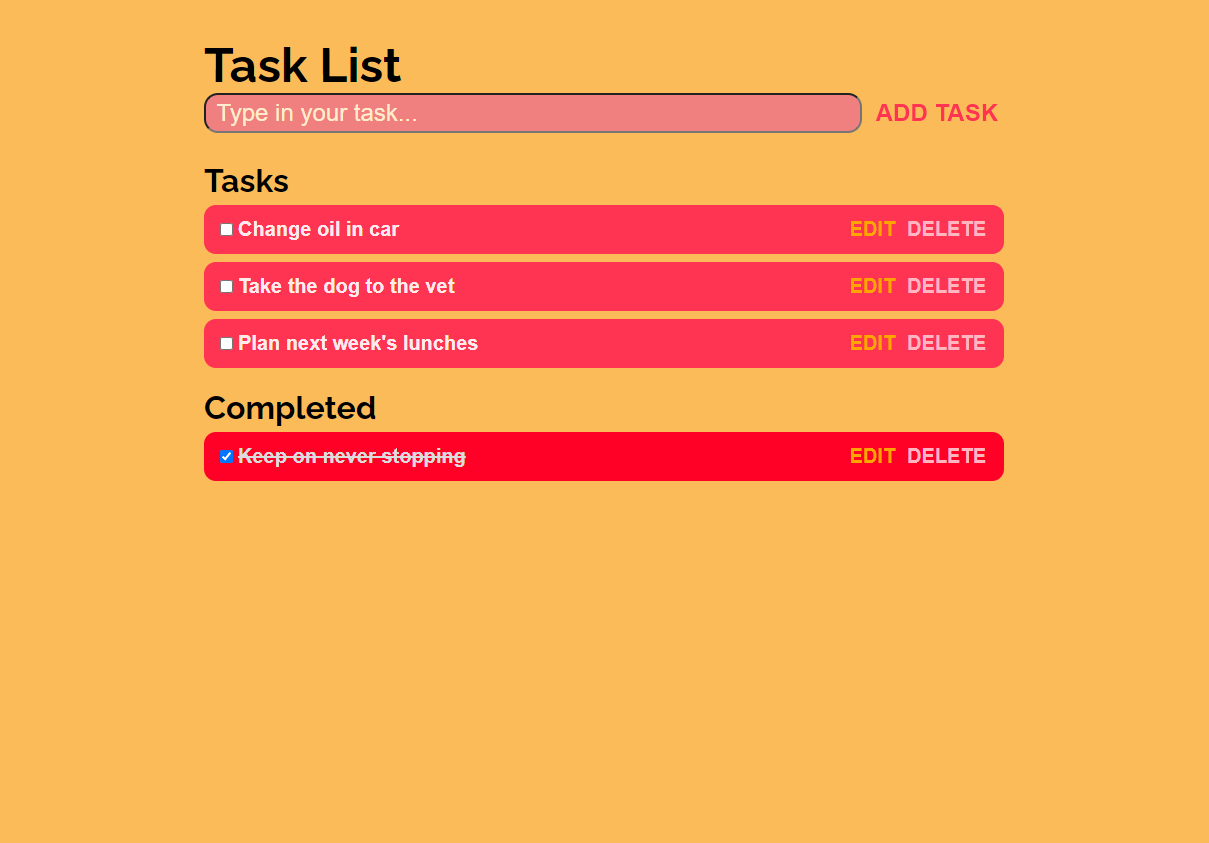 Task List
Type in your task... ADD TASK
Tasks
Change oil in car EDIT DELETE
Take the dog to the vet EDIT DELETE
Plan next week's lunches EDIT DELETE
Completed
Keep on never stopping EDIT DELETE